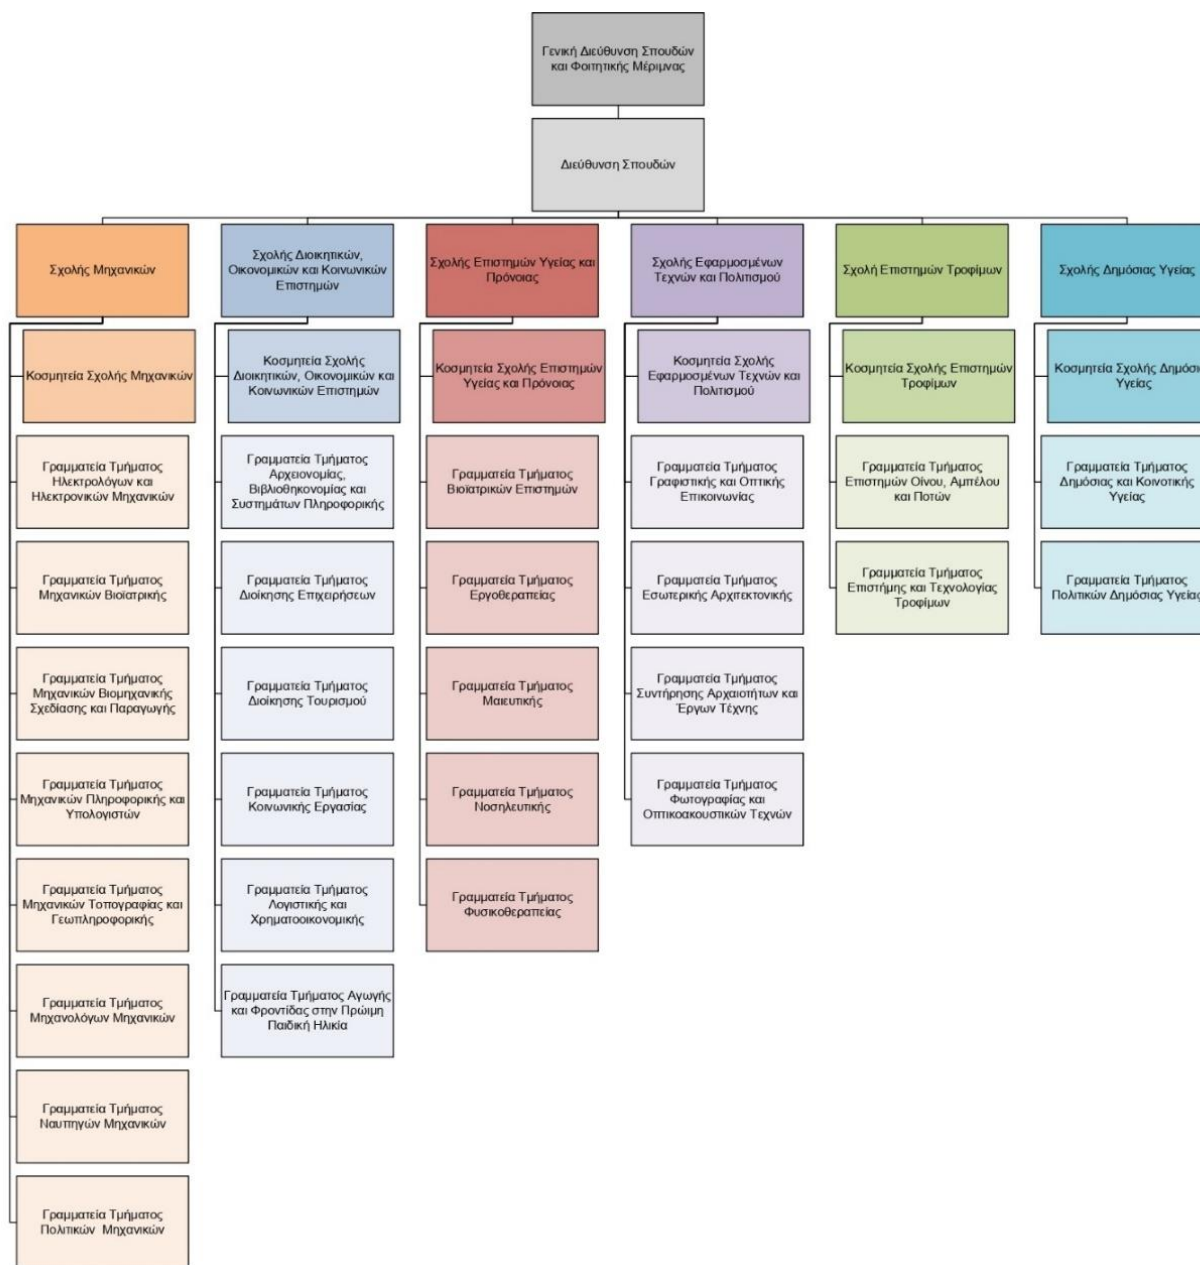 Γενική Διεύθυνση Σπουδών
και Φοιτητικής Μέριμνας
Διεύθυνση Σπουδών
Σχολής Μηχανικών
Κοσμητεία Σχολής Μηχανικών
Γραμματεία Τμήματος
Ηλεκτρολόγων και
Ηλεκτρονικών Μηχανικών
Γραμματεία Τμήματος
Μηχανικών Βιοϊατρικής
Γραμματεία Τμήματος
Μηχανικών Βιομηχανικής
Σχεδίασης και Παραγωγής
Γραμματεία Τμήματος
Μηχανικών Πληροφορικής και
Υπολογιστών
Γραμματεία Τμήματος
Μηχανικών Τοπογραφίας και
Γεωπληροφορικής
Γραμματεία Τμήματος
Μηχανολόγων Μηχανικών
Γραμματεία Τμήματος
Ναυπηγών Μηχανικών
Γραμματεία Τμήματος
Πολιτικών Μηχανικών
Σχολής Διοικητικών,
Οικονομικών και Κοινωνικών
Επιστημών
Κοσμητεία Σχολής
Διοικητικών, Οικονομικών και
Κοινωνικών Επιστημών
Γραμματεία Τμήματος
Αρχειονομίας,
Βιβλιοθηκονομίας και
Συστημάτων Πληροφορικής
Γραμματεία Τμήματος
Διοίκησης Επιχειρήσεων
Γραμματεία Τμήματος
Διοίκησης Τουρισμού
Γραμματεία Τμήματος
Κοινωνικής Εργασίας
Γραμματεία Τμήματος
Λογιστικής και
Χρηματοοικονομικής
Γραμματεία Τμήματος Αγωγής
και Φροντίδας στην Πρώιμη
Παιδική Ηλικία
Σχολής Επιστημών Υγείας και
Πρόνοιας
Κοσμητεία Σχολής Επιστημών
Υγείας και Πρόνοιας
Γραμματεία Τμήματος
Βιοϊατρικών Επιστημών
Γραμματεία Τμήματος
Εργοθεραπείας
Γραμματεία Τμήματος
Μαιευτικής
Γραμματεία Τμήματος
Νοσηλευτικής
Γραμματεία Τμήματος
Φυσικοθεραπείας
Σχολής Εφαρμοσμένων
Τεχνών και Πολιτισμού
Κοσμητεία Σχολής
Εφαρμοσμένων Τεχνών και
Πολιτισμού
Γραμματεία Τμήματος
Γραφιστικής και Οπτικής
Επικοινωνίας
Γραμματεία Τμήματος
Εσωτερικής Αρχιτεκτονικής
Γραμματεία Τμήματος
Συντήρησης Αρχαιοτήτων και
Έργων Τέχνης
Γραμματεία Τμήματος
Φωτογραφίας και
Οπτικοακουστικών Τεχνών
Σχολή Επιστημών Τροφίμων
Κοσμητεία Σχολής Επιστημών
Τροφίμων
Γραμματεία Τμήματος
Επιστημών Οίνου, Αμπέλου
και Ποτών
Γραμματεία Τμήματος
Επιστήμης και Τεχνολογίας
Τροφίμων
Σχολής Δημόσιας Υγείας
Κοσμητεία Σχολής Δημόσι
Υγείας
Γραμματεία Τμήματος
Δημόσιας και Κοινοτικής
Υγείας
Γραμματεία Τμήματος
Πολιτικών Δημόσιας Υγείας